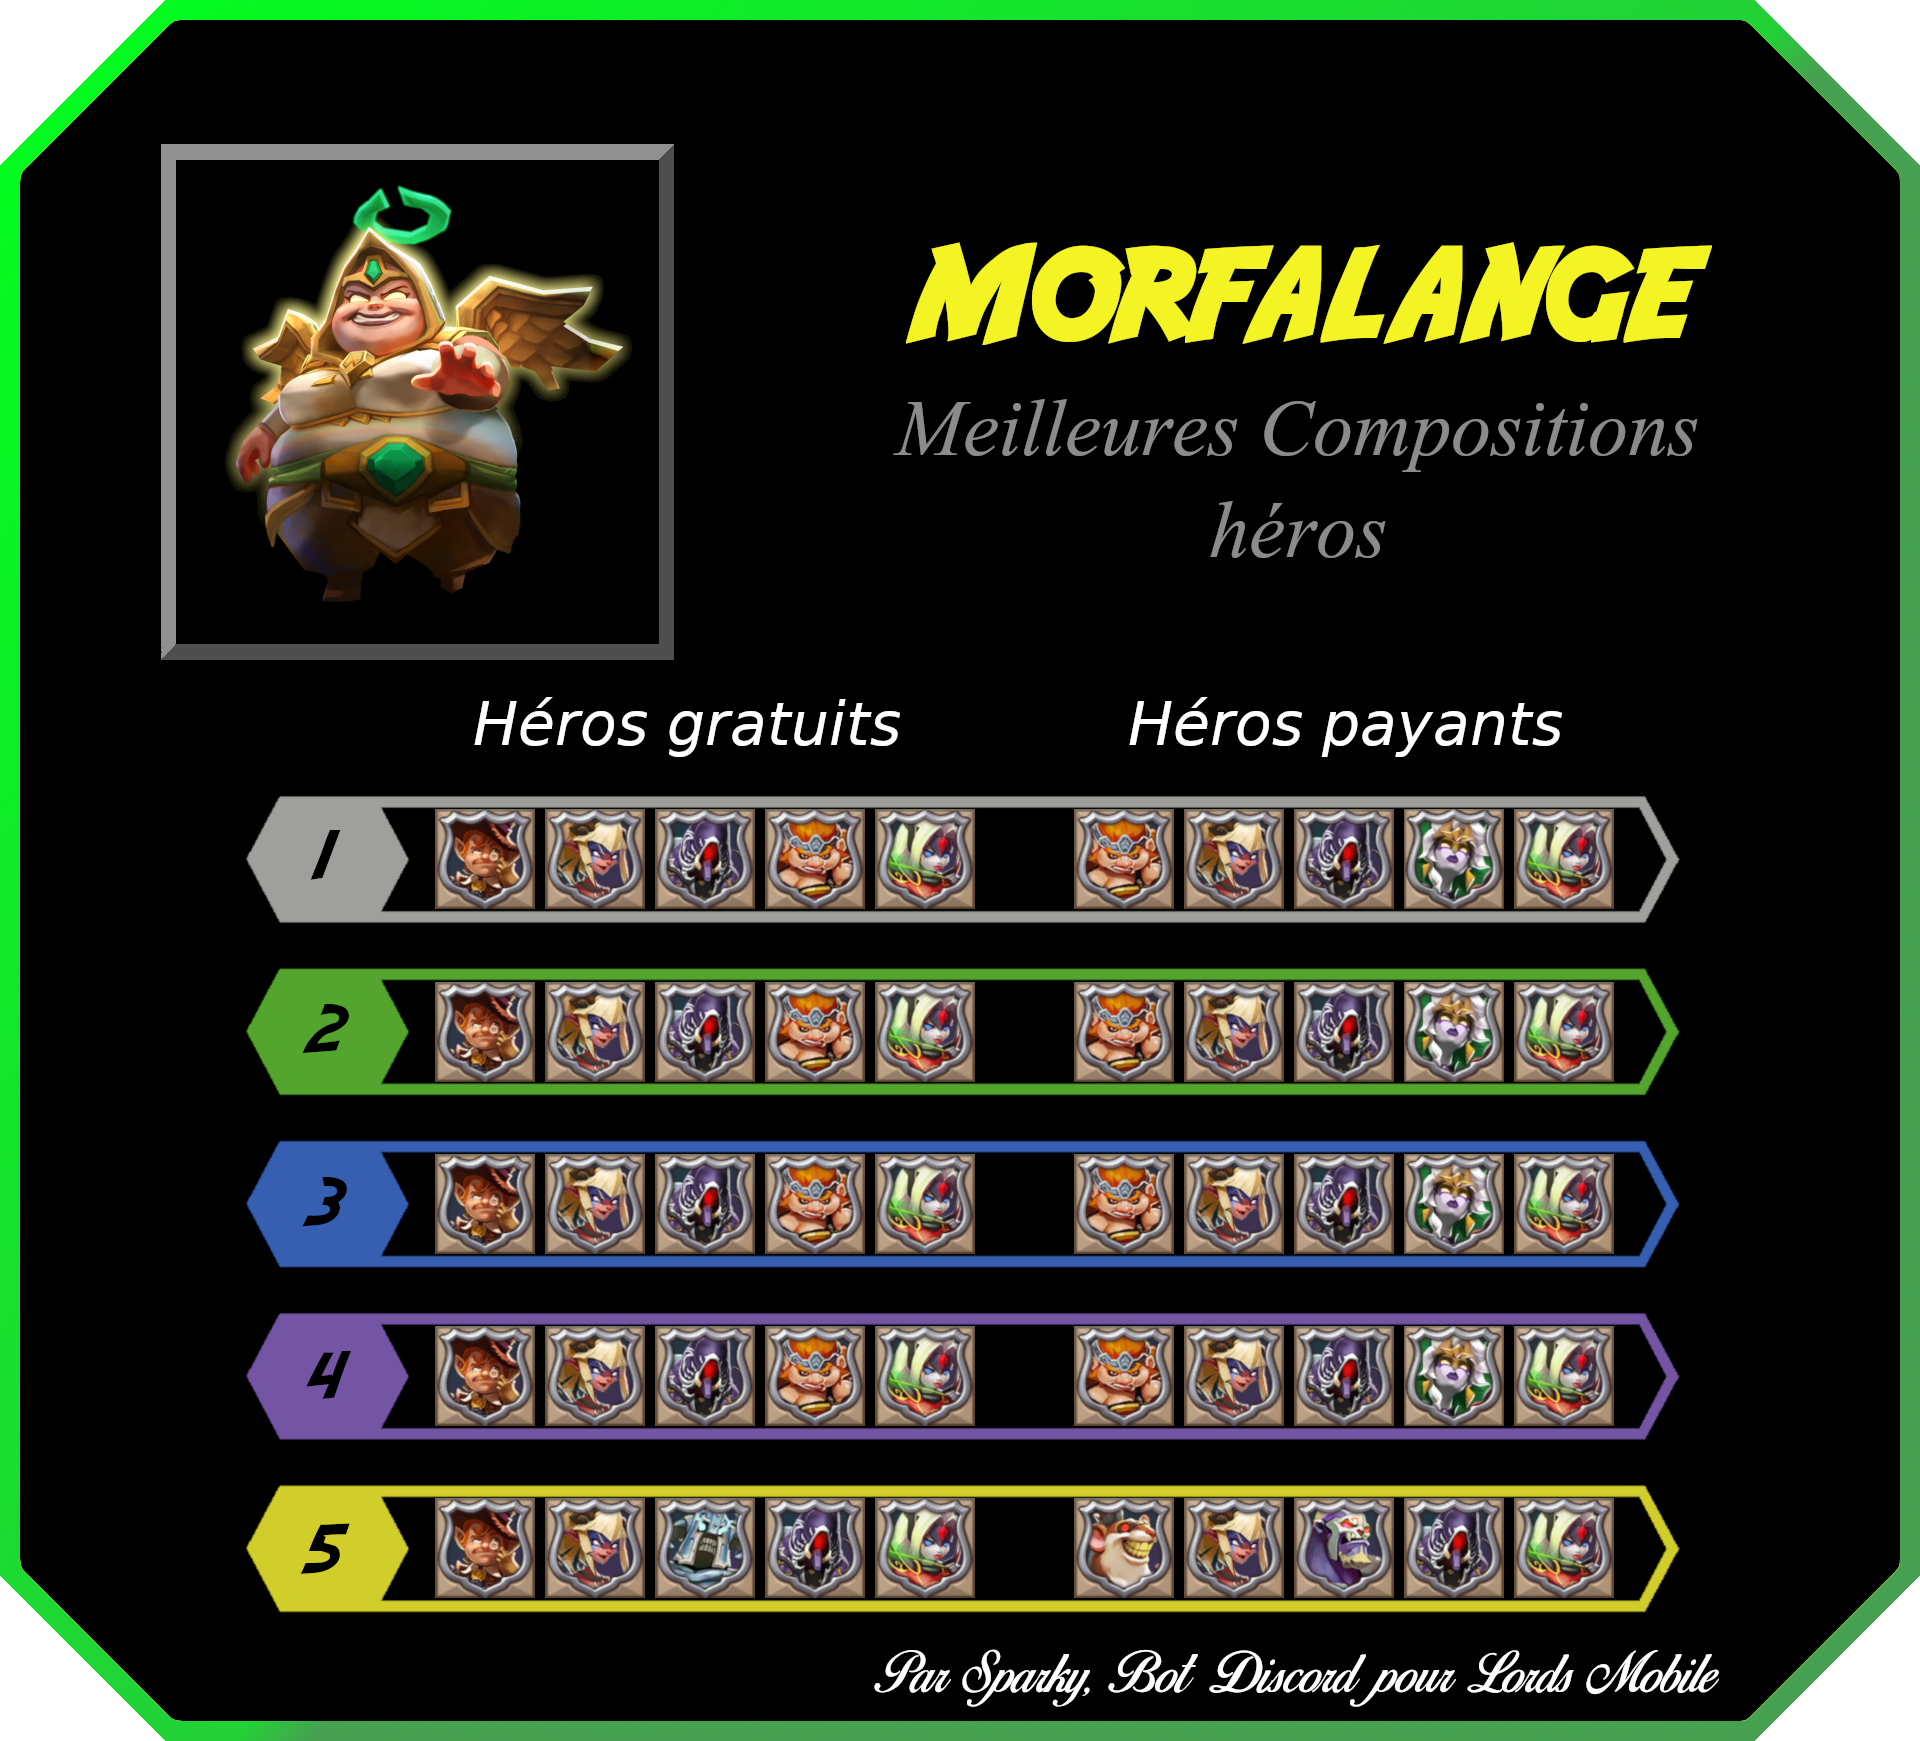 MORFALANGE
Meilleures Compositions
héros
Héros gratuits
Héros payants
1
2
3
4
5
Par Sparky, Bot Discord pour Lords Mobile